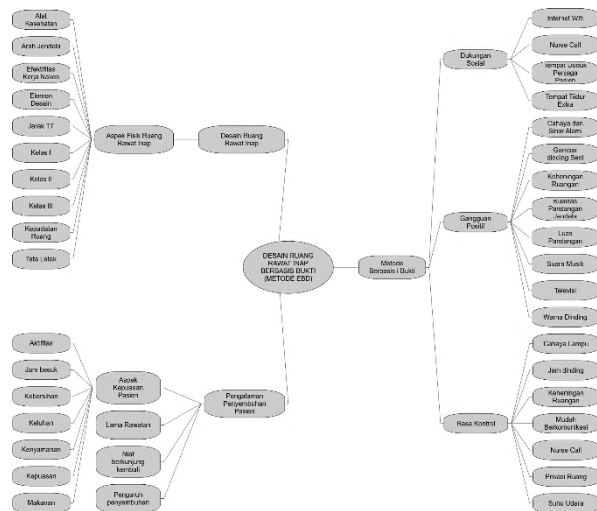 Alat
Kesehatan
Arah Jendela
Efektifitas
Kerja Nakes
Elemen
Desain
Jarak TT
Kelas I
Kelas II
Kelas III
Kepadatan
Ruang
Tata Letak
Aspek Fisik Ruang
Rawat Inap
Desain Ruang
Rawat Inap
DESAIN RUANG
RAWAT INAP
BERBASIS BUKTI
(METODE EBD)
Aktifitas
Jam besuk
Kebersihan
Keluhan
Kenyamanan
Kepuasan
Makanan
Aspek
Kepuasan
Pasien
Lama Rawatan
Niat
berkunjung
kembali
Pengaruh
penyembuhan
Pengalaman
Penyembuhan
Pasien
Metode
Berbasis Bukti
Dukungan
Sosial
Internet Wifi
Nurse Call
Tempat Duduk
Penjaga
Pasien
Tempat Tidur
Extra
Gangguan
Positif
Cahaya dan
Sinar Alami
Gambar
dinding Seni
Keheningan
Ruangan
Kualitas
Pandangan
Jendela
Luas
Pandangan
Suara Musik
Televisi
Warna Dinding
Rasa Kontrol
Cahaya Lampu
Jam dinding
Keheningan
Ruangan
Mudah
Berkomunikasi
Nurse Call
Privasi Ruang
Suhu Udara